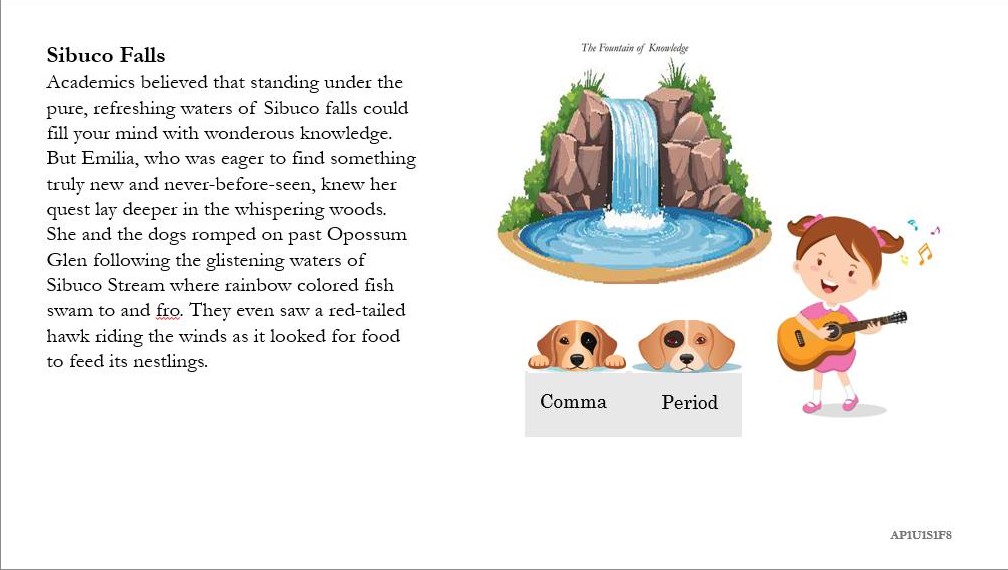 Sibuco Falls
Academics believed that standing under the
pure, refreshing waters of Sibuco falls could
fill your mind with wonderous knowledge.
But Emilia, who was eager to find something
truly new and never-before-seen, knew her
quest lay deeper in the whispering woods.
She and the dogs romped on past Opossum
Glen following the glistening waters of
Sibuco Stream where rainbow colored fish
swam to and fro. They even saw a red-tailed
hawk riding the winds as it looked for food
to feed its nestlings.
The Fountain of Knowledge
Comma
Period
AP1U1S1F8